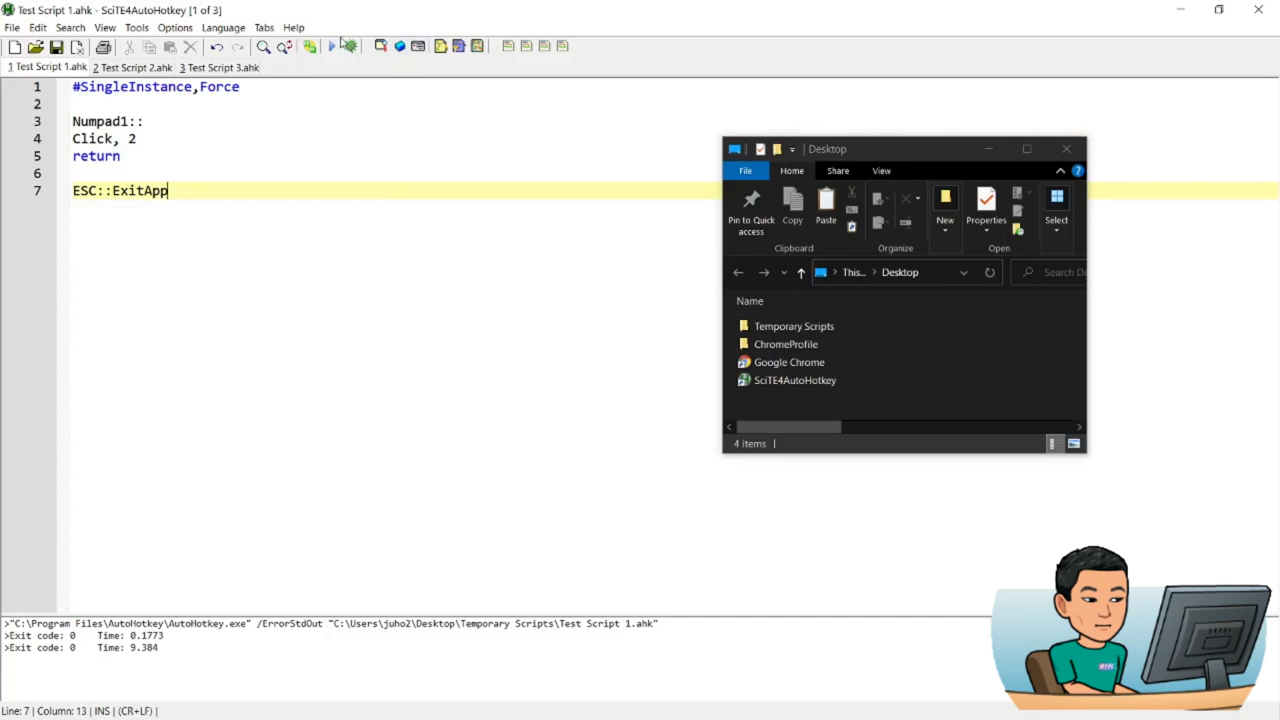 Test Script 1.ahk - SciTE4AutoHotkey [1 of 3]
File Edit Search View Tools Options Language Tabs Help
1 Test Script 1.ahk 2 Test Script 2.ahk 3 Test Script 3.ahk
1 #SingleInstance,Force
2
3 Numpad1::
4 Click, 2
5 return
6
7 ESC::ExitApp
Desktop
File Home Share View
Pin to Quick access
Copy
Paste
New
Properties
Select
Clipboard Organize Open
This... Desktop
Search De
Name
Temporary Scripts
ChromeProfile
Google Chrome
SciTE4AutoHotkey
4 items
>"C:\Program Files\AutoHotkey\AutoHotkey.exe" /ErrorStdOut "C:\Users\juho2\Desktop\Temporary Scripts\Test Script 1.ahk"
>Exit code: 0 Time: 0.1773
>Exit code: 0 Time: 9.384
Line: 7 | Column: 13 | INS | (CR+LF) |